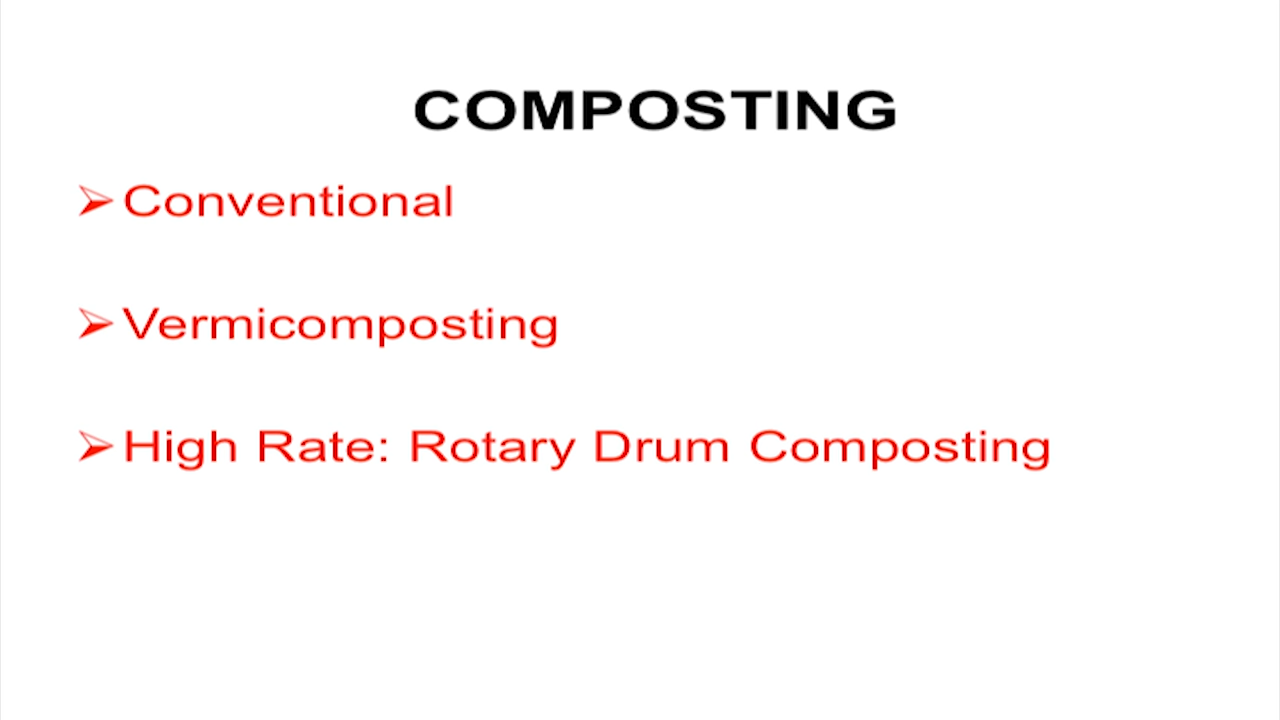 COMPOSTING
➢ Conventional
➢ Vermicomposting
➢ High Rate: Rotary Drum Composting